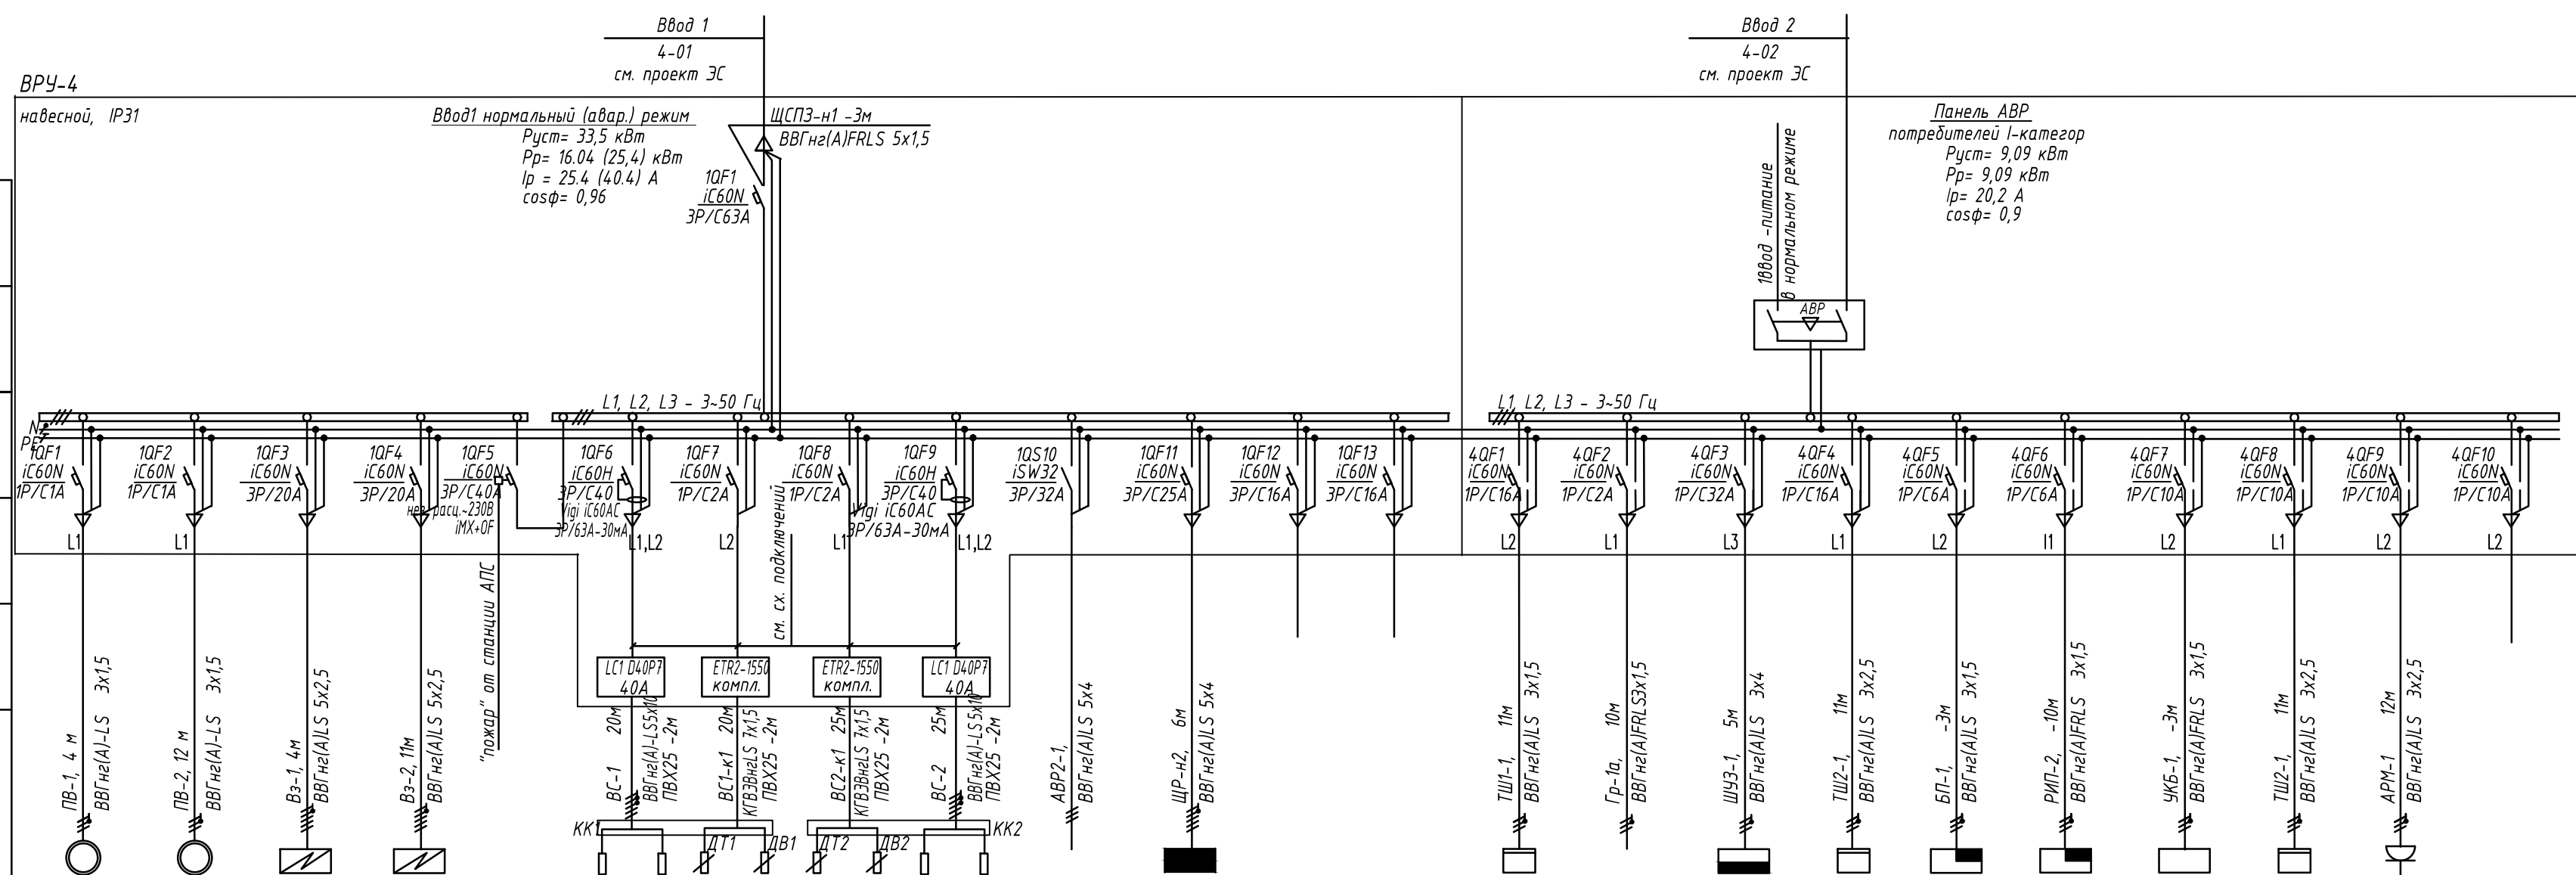 Ввод 1
4-01
см. проект ЭС
Ввод 2
4-02
см. проект ЭС
ВРУ-4
навесной, IP31
Ввод1 нормальный (авар.) режим
Руст= 33,5 кВт
Рр= 16.04 (25,4) кВт
Iр = 25.4 (40.4) А
cosφ= 0,96
ЩСПЗ-н1 -3м
ВВГнг(А)FRLS 5х1,5
1QF1
iC60N
3P/C63A
1ввод -питание
в нормальном режиме
Панель АВР
потребителей I-категор
Руст= 9,09 кВт
Рр= 9,09 кВт
Iр= 20,2 А
cosφ= 0,9
АВР
L1, L2, L3 - 3~50 Гц
L1, L2, L3 - 3~50 Гц
N
PE
1QF1
iC60N
1P/C1A
L1
1QF2
iC60N
1P/C1A
L1
1QF3
iC60N
3P/20A
1QF4
iC60N
3P/20A
1QF5
iC60N
3P/C40A
нез. расц.~230В
iMX+OF
1QF6
iC60H
3P/C40
Vigi iC60AC
3P/63A-30мА
L1,L2
1QF7
iC60N
1P/C2A
L2
1QF8
iC60N
1P/C2A
L1
1QF9
iC60H
3P/C40
Vigi iC60AC
3P/63A-30мА
L1,L2
1QS10
iSW32
3P/32A
1QF11
iC60N
3P/C25A
1QF12
iC60N
3P/C16A
1QF13
iC60N
3P/C16A
4QF1
iC60N
1P/C16A
L2
4QF2
iC60N
1P/C2A
L1
4QF3
iC60N
1P/C32A
L3
4QF4
iC60N
1P/C16A
L1
4QF5
iC60N
1P/C6A
L2
4QF6
iC60N
1P/C6A
l1
4QF7
iC60N
1P/C10A
L2
4QF8
iC60N
1P/C10A
L1
4QF9
iC60N
1P/C10A
L2
4QF10
iC60N
1P/C10A
L2
"пожар" от станции АПС
см. сх. подключений
LC1 D40P7
40А
ETR2-1550
компл.
ETR2-1550
компл.
LC1 D40P7
40А
ПВ-1, 4 м
ВВГнг(А)-LS 3х1,5
ПВ-2, 12 м
ВВГнг(А)-LS 3х1,5
Вз-1, 4м
ВВГнг(А)LS 5х2,5
Вз-2, 11м
ВВГнг(А)LS 5х2,5
ВС-1 20м
ВВГнг(А)-LS5х10
ПВХ25 -2м
ВС1-к1 20м
КГВЭВнгLS 7х1,5
ПВХ25 -2м
ВС2-к1 25м
КГВЭВнгLS 7х1,5
ПВХ25 -2м
ВС-2 25м
ВВГнг(А)-LS5х10
ПВХ25 -2м
АВР2-1,
ВВГнг(А)LS 5х4
ЩР-н2, 6м
ВВГнг(А)LS 5х4
ТШ1-1, 11м
ВВГнг(А)LS 3х1,5
Гр-1а, 10м
ВВГнг(А)FRLS3х1,5
ШУЗ-1, 5м
ВВГнг(А)LS 3х4
ТШ2-1, 11м
ВВГнг(А)LS 3х2,5
БП-1, -3м
ВВГнг(А)LS 3х1,5
РИП-2, -10м
ВВГнг(А)FRLS 3х1,5
УКБ-1, -3м
ВВГнг(А)FRLS 3х1,5
ТШ2-1, 11м
ВВГнг(А)LS 3х2,5
АРМ-1 12м
ВВГнг(А)LS 3х2,5
КК1
ДТ1
ДВ1
ДТ2
ДВ2
КК2